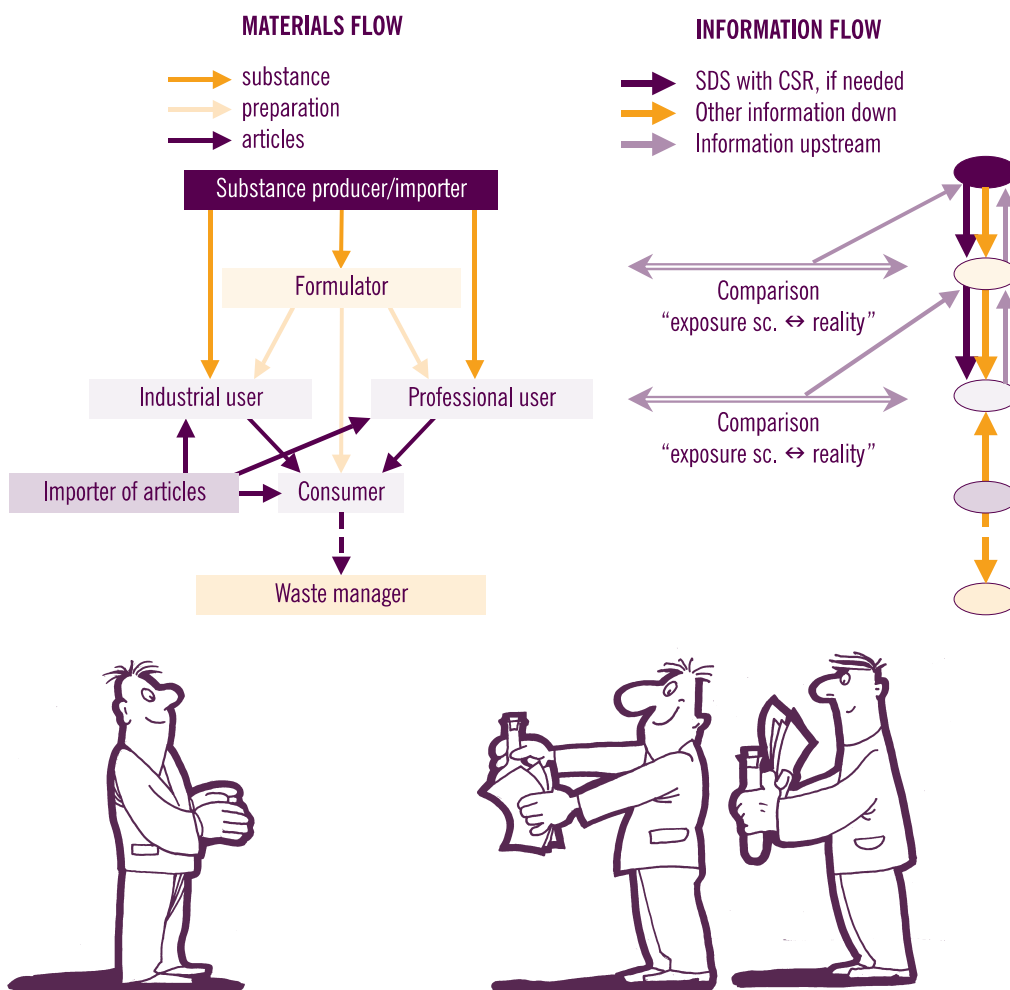 MATERIALS FLOW
substance
preparation
articles
Substance producer/importer
Formulator
Industrial user
Professional user
Importer of articles
Consumer
Waste manager
INFORMATION FLOW
SDS with CSR, if needed
Other information down
Information upstream
Comparison
“exposure sc. ↔ reality”
Comparison
“exposure sc. ↔ reality”